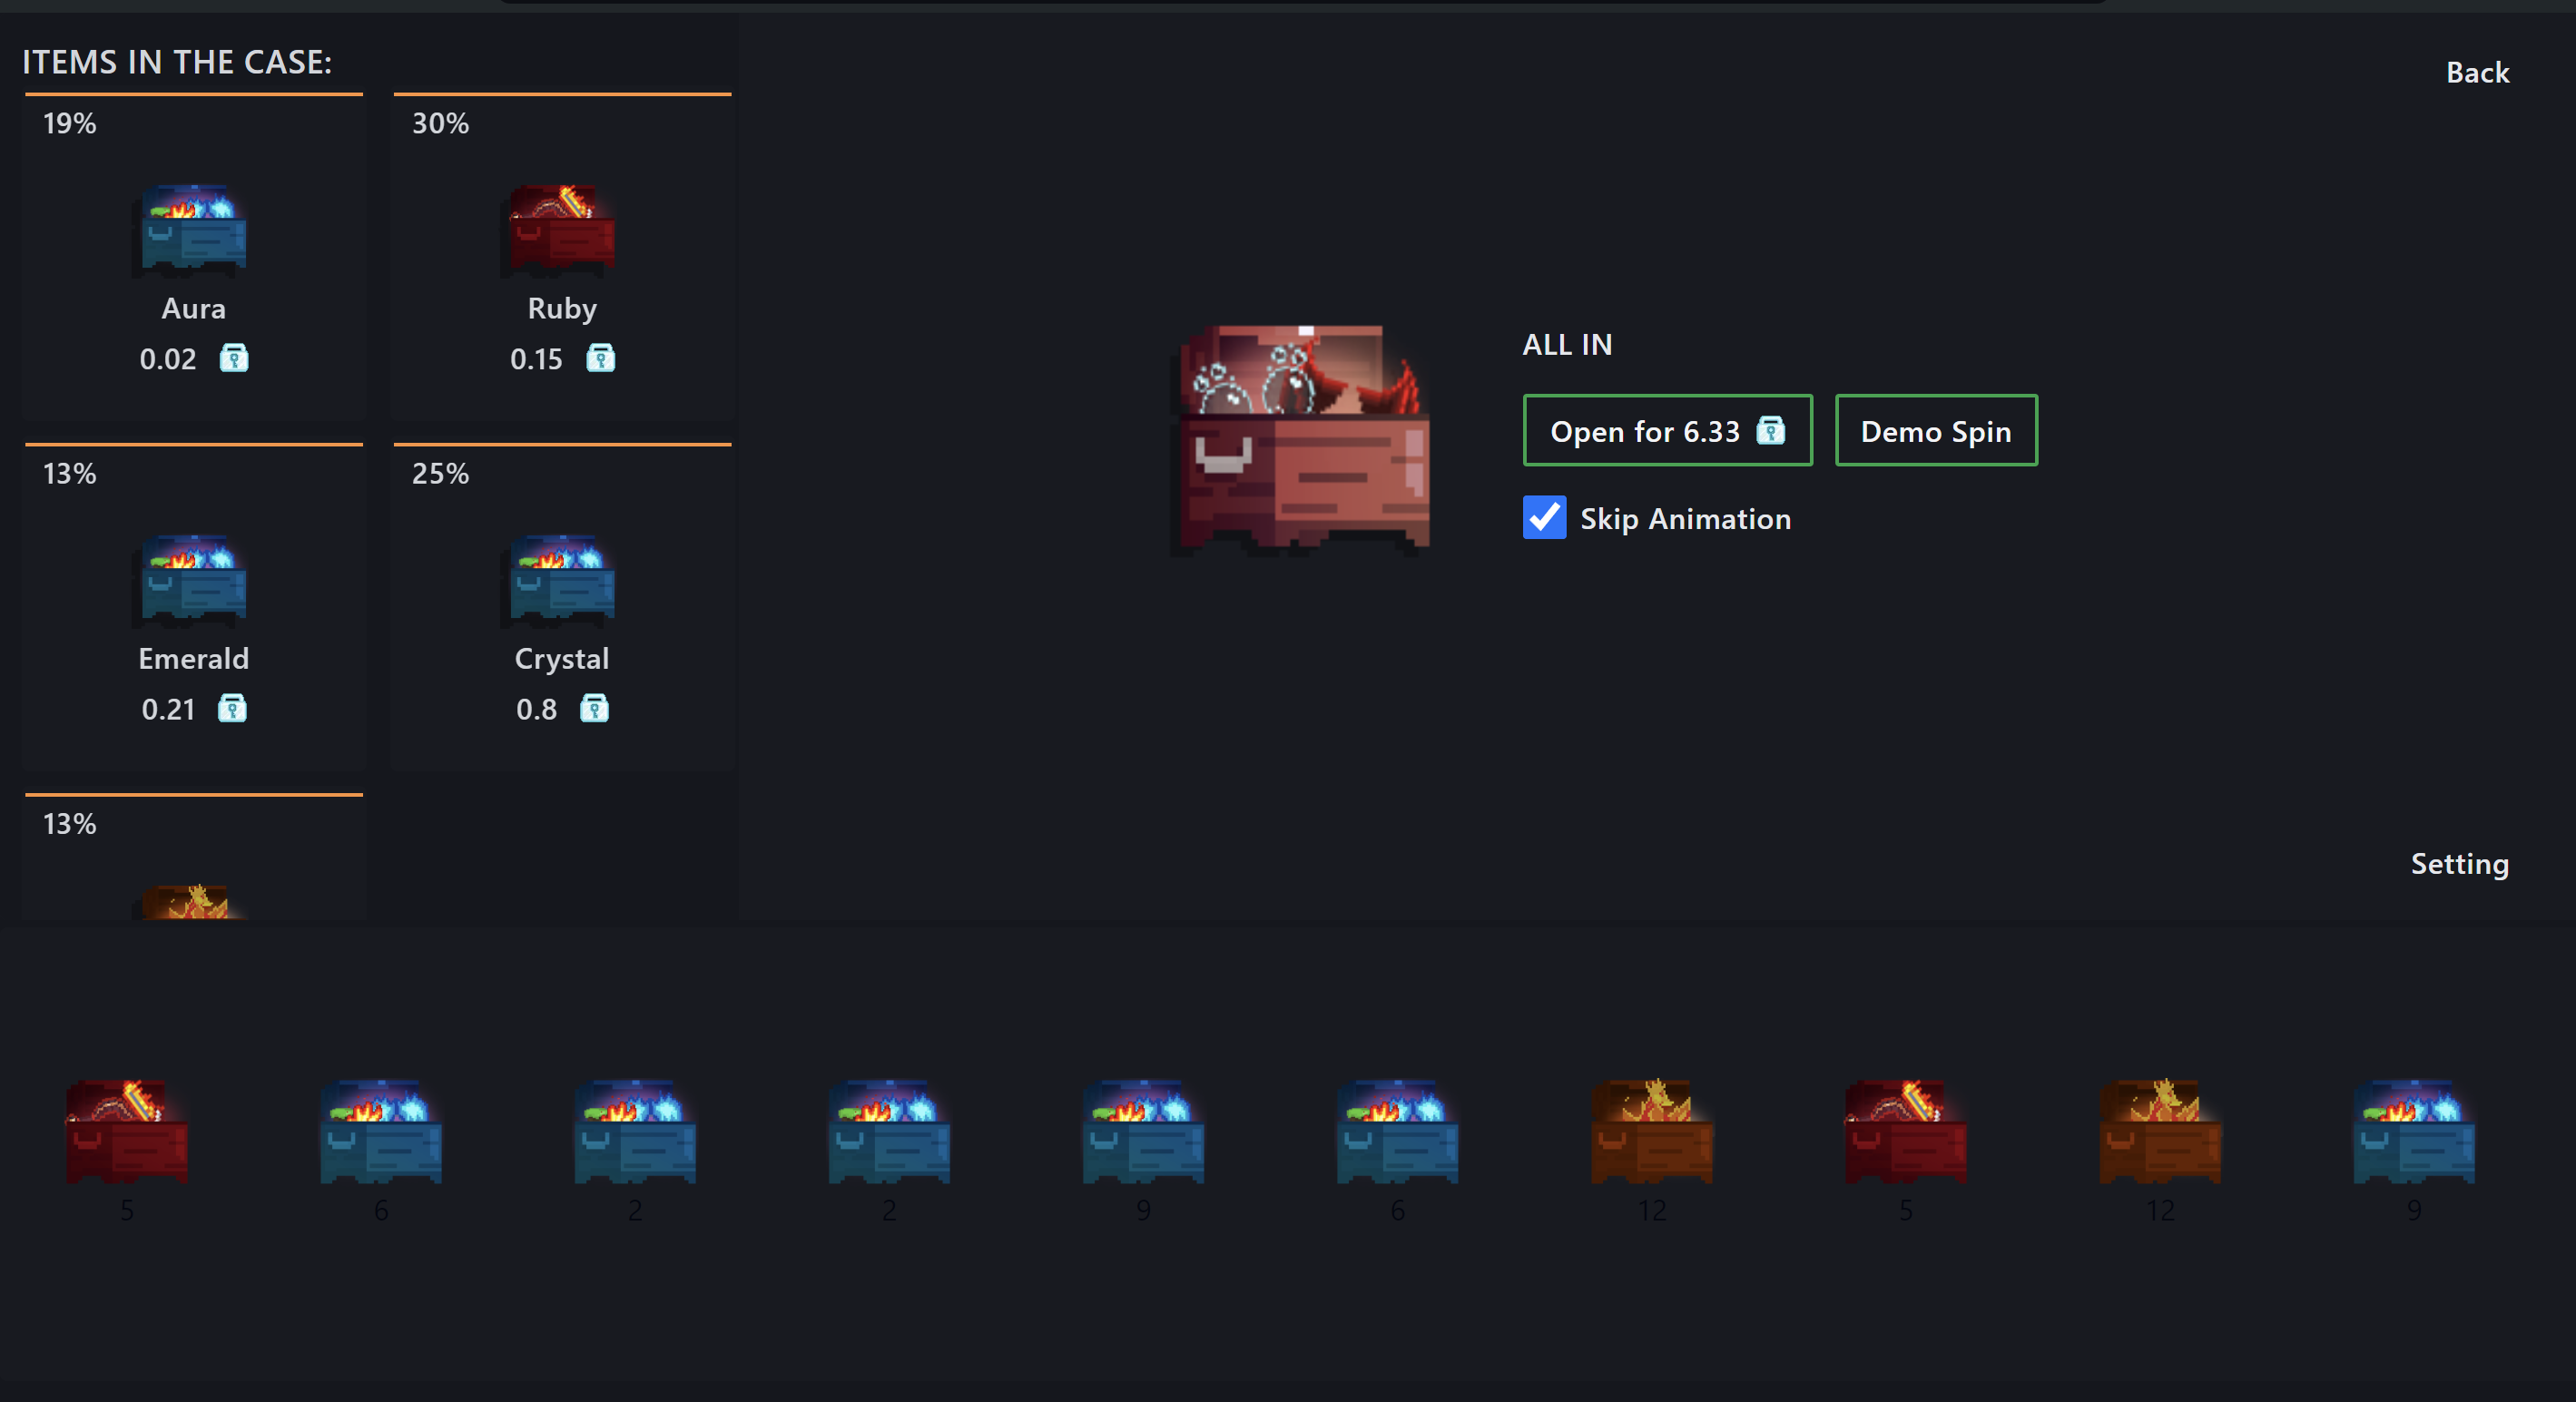 ITEMS IN THE CASE:
Back
19%
Aura
0.02
30%
Ruby
0.15
13%
Emerald
0.21
25%
Crystal
0.8
13%
ALL IN
Open for 6.33
Demo Spin
Skip Animation
Setting
5 6 2 2 9 6 12 5 12 9